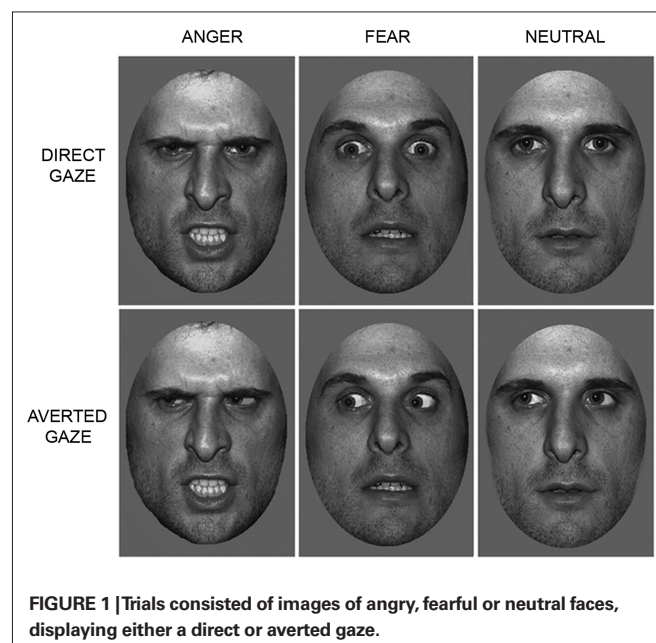 ANGER FEAR NEUTRAL
DIRECT
GAZE
AVERTED
GAZE
FIGURE 1 | Trials consisted of images of angry, fearful or neutral faces,
displaying either a direct or averted gaze.